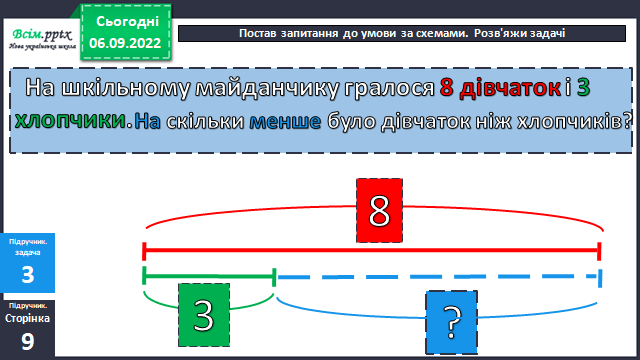 Всім.pptx
Нова українська школа
Сьогодні
06.09.2022
Постав запитання до умови за схемами. Розв'яжи задачі
На шкільному майданчику гралося 8 дівчаток і 3
хлопчики. На скільки менше було дівчаток ніж хлопчиків?
8
3
?
Підручник.
задача
3
Підручник.
Сторінка
9